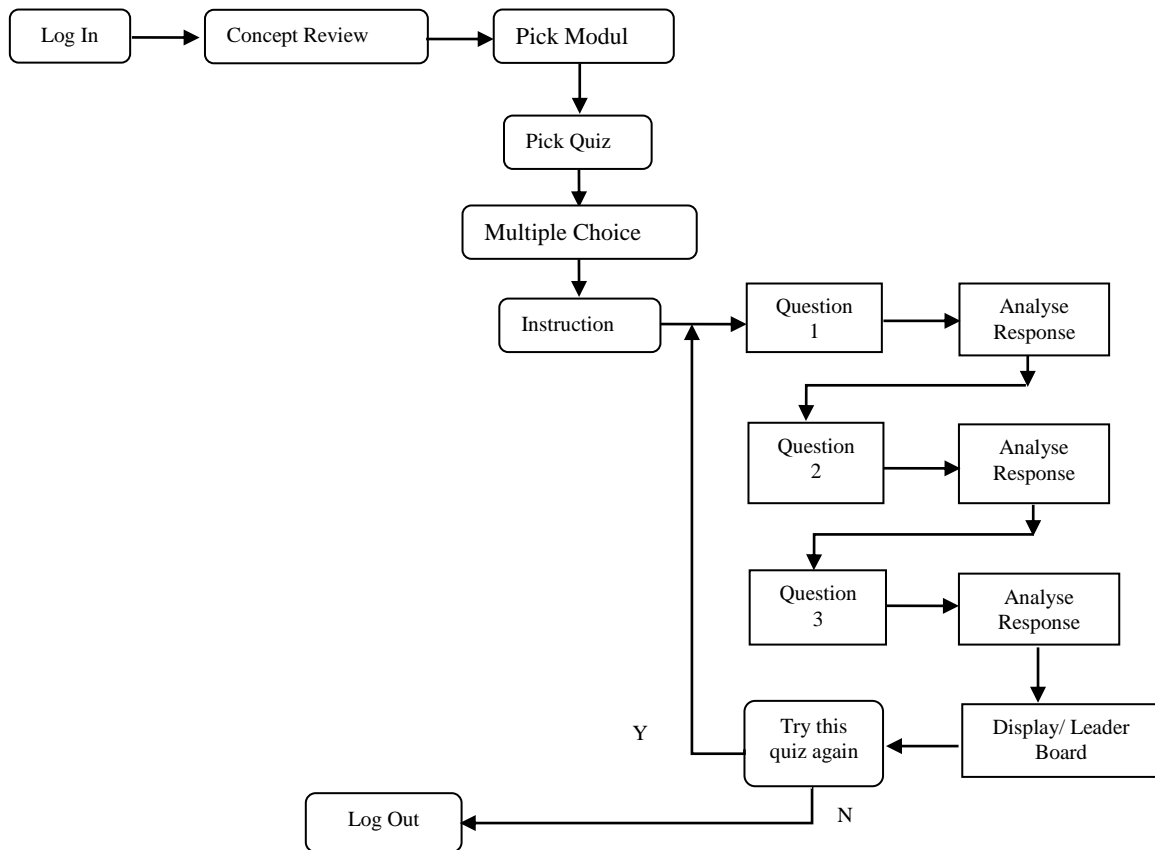 Log In
Concept Review
Pick Modul
Pick Quiz
Multiple Choice
Instruction
Question
1
Analyse
Response
Question
2
Analyse
Response
Question
3
Analyse
Response
Display/ Leader
Board
Try this
quiz again
Y
N
Log Out